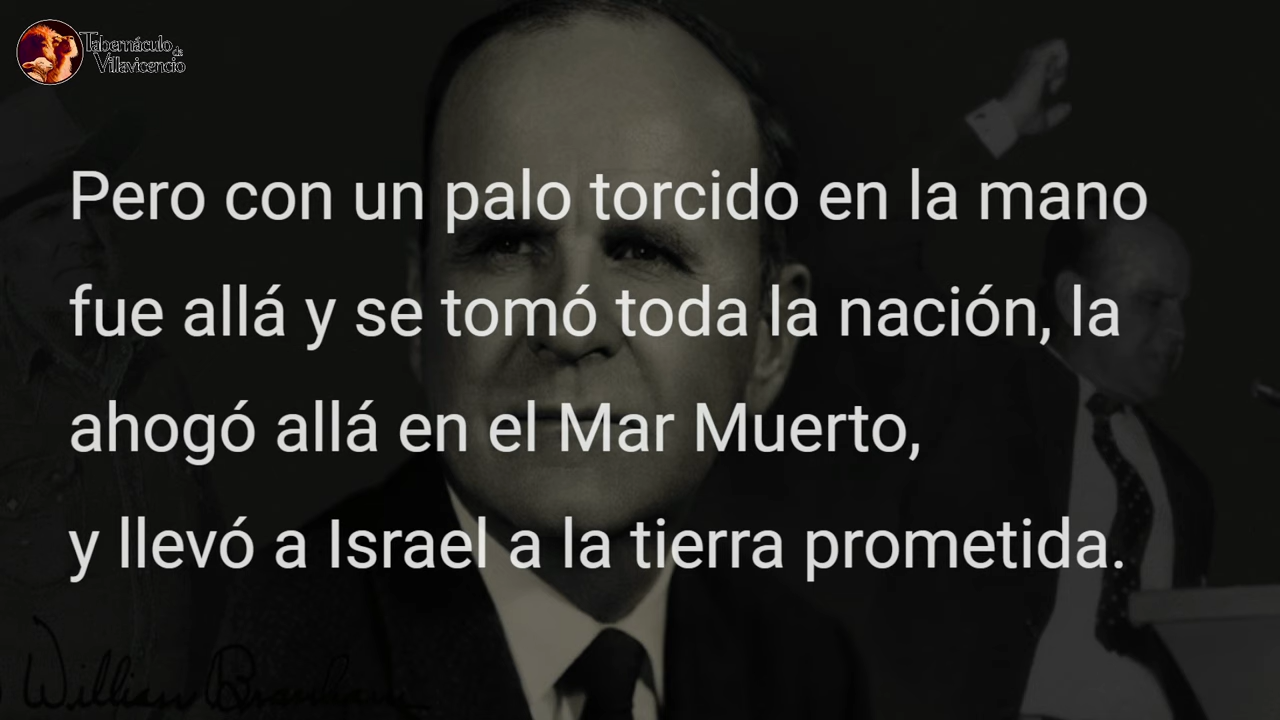 Tabernáculo de
Villavicencio
Pero con un palo torcido en la mano
fue allá y se tomó toda la nación, la
ahogó allá en el Mar Muerto,
y llevó a Israel a la tierra prometida.
William Branham